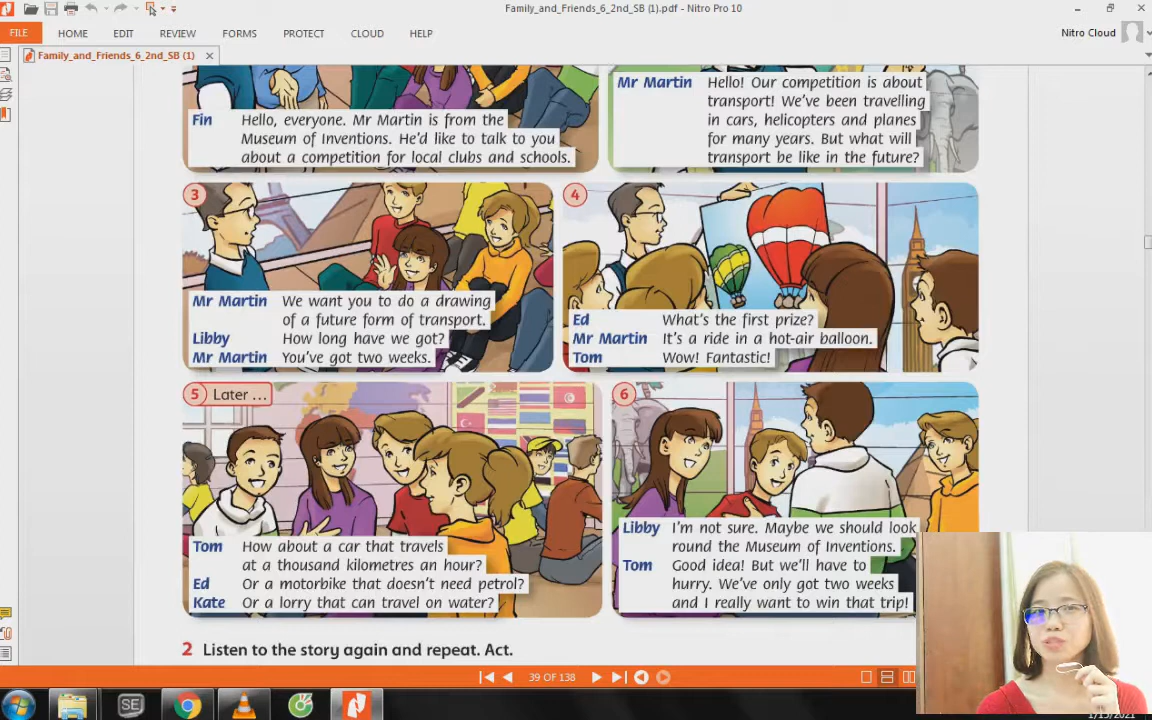 Family_and_Friends_6_2nd_SB (1).pdf - Nitro Pro 10
FILE
HOME
EDIT
REVIEW
FORMS
PROTECT
CLOUD
HELP
Nitro Cloud
Family_and_Friends_6_2nd_SB (1)
Fin Hello, everyone. Mr Martin is from the
Museum of Inventions. He'd like to talk to you
about a competition for local clubs and schools.
Mr Martin Hello! Our competition is about
transport! We've been travelling
in cars, helicopters and planes
for many years. But what will
transport be like in the future?
3
Mr Martin We want you to do a drawing
of a future form of transport.
Libby How long have we got?
Mr Martin You've got two weeks.
4
Ed What's the first prize?
Mr Martin It's a ride in a hot-air balloon.
Tom Wow! Fantastic!
5 Later ...
Tom How about a car that travels
at a thousand kilometres an hour?
Ed Or a motorbike that doesn't need petrol?
Kate Or a lorry that can travel on water?
6
Libby I'm not sure. Maybe we should look
round the Museum of Inventions.
Tom Good idea! But we'll have to
hurry. We've only got two weeks
and I really want to win that trip!
2 Listen to the story again and repeat. Act.
39 OF 138
SE
1/15/2021